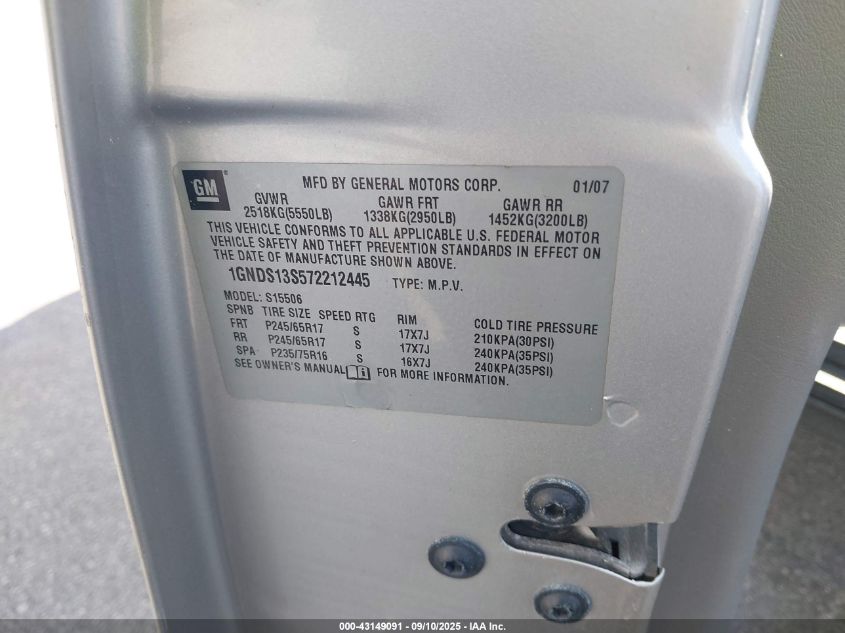 GM
MFD BY GENERAL MOTORS CORP. 01/07
GVWR GAWR FRT GAWR RR
2518KG(5550LB) 1338KG(2950LB) 1452KG(3200LB)
THIS VEHICLE CONFORMS TO ALL APPLICABLE U.S. FEDERAL MOTOR
VEHICLE SAFETY AND THEFT PREVENTION STANDARDS IN EFFECT ON
THE DATE OF MANUFACTURE SHOWN ABOVE.
1GNDS13S572212445 TYPE: M.P.V.
MODEL: S15506
SPNB TIRE SIZE SPEED RTG RIM COLD TIRE PRESSURE
FRT P245/65R17 S 17X7J 210KPA(30PSI)
RR P245/65R17 S 17X7J 240KPA(35PSI)
SPA P235/75R16 S 16X7J 240KPA(35PSI)
SEE OWNER'S MANUAL FOR MORE INFORMATION.
000-43149091 - 09/10/2025 - IAA Inc.